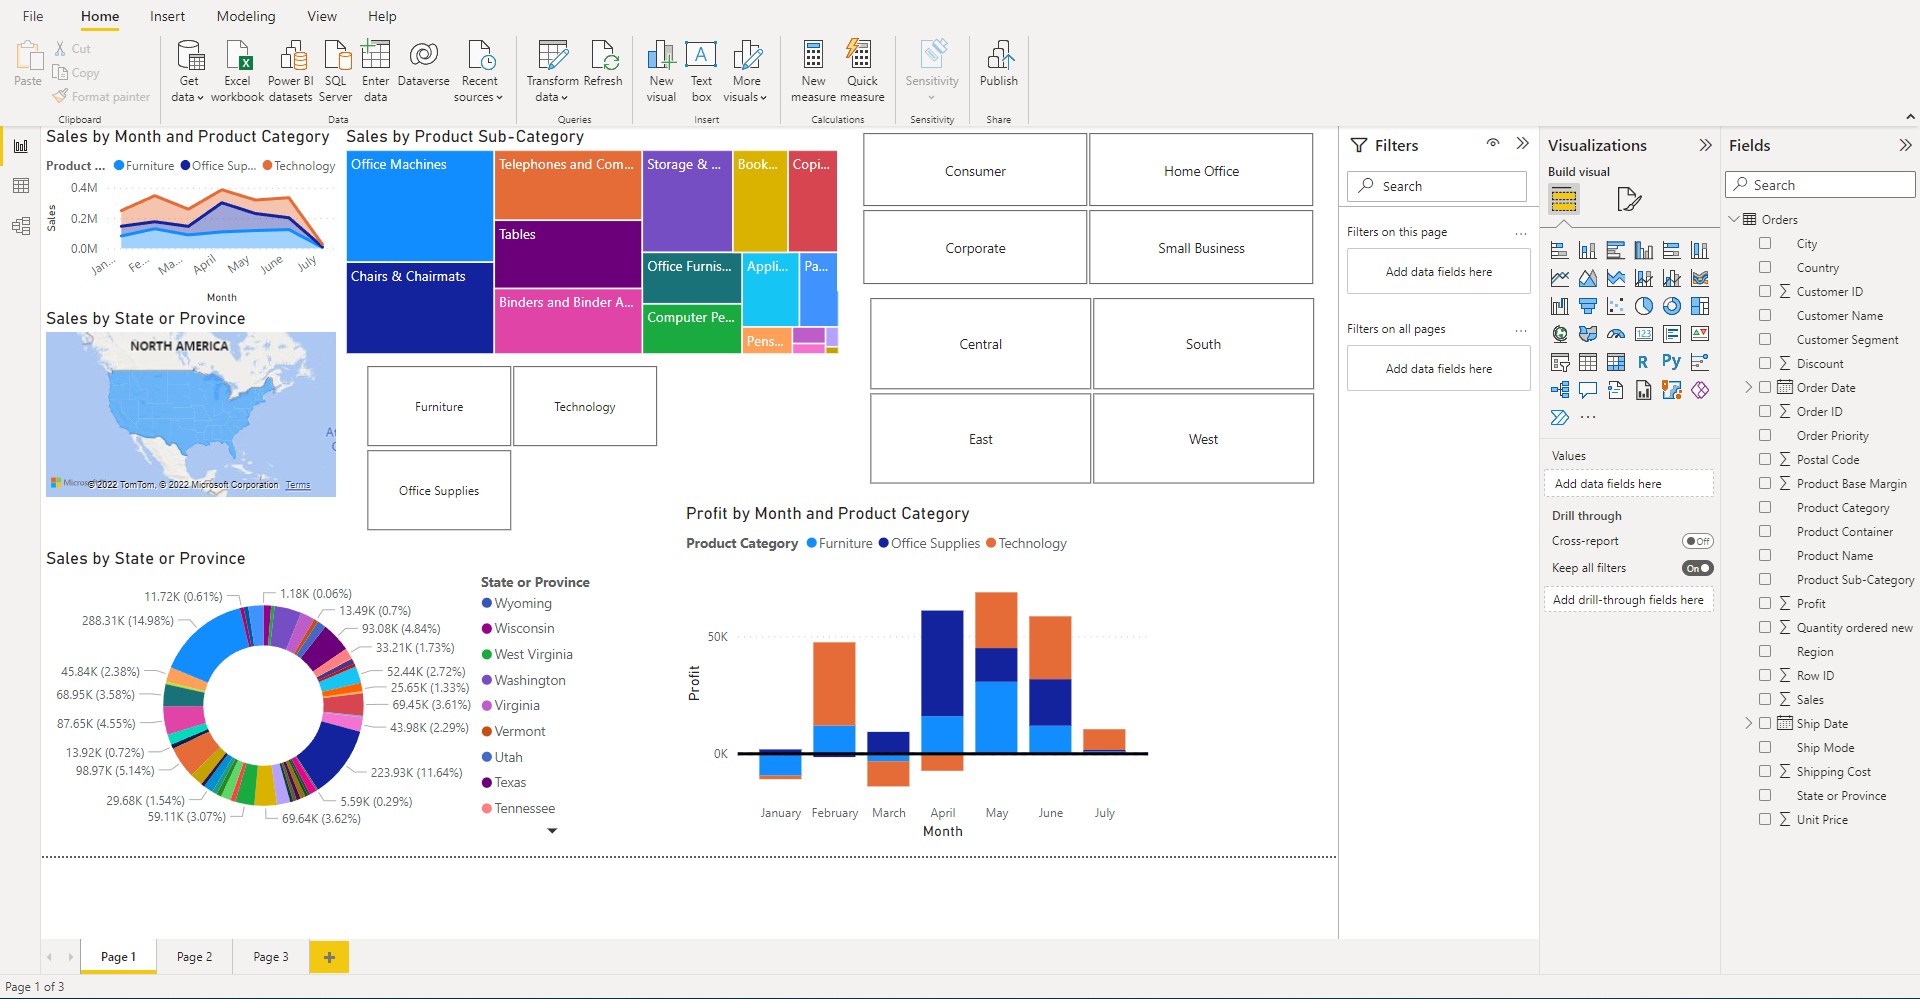 File Home Insert Modeling View Help
Paste
Cut
Copy
Format painter
Clipboard
Get data
Excel workbook
Power BI datasets
SQL Server
Enter data
Dataverse
Recent sources
Data
Transform data
Refresh
Queries
New visual
Text box
More visuals
Insert
New measure
Quick measure
Calculations
Sensitivity
Sensitivity
Publish
Share
Sales by Month and Product Category
Product ... Furniture Office Sup... Technology
0.4M
0.2M
0.0M
Sales
Jan... Fe... Ma... April May June July
Month
Sales by Product Sub-Category
Office Machines
Chairs & Chairmats
Telephones and Com...
Tables
Binders and Binder A...
Storage & ...
Book...
Copi...
Office Furnis...
Appli...
Pa...
Computer Pe...
Pens...
Consumer Home Office
Corporate Small Business
Central South
East West
Sales by State or Province
NORTH AMERICA
© 2022 TomTom, © 2022 Microsoft Corporation Terms
Furniture Technology
Office Supplies
Sales by State or Province
11.72K (0.61%)
288.31K (14.98%)
45.84K (2.38%)
68.95K (3.58%)
87.65K (4.55%)
13.92K (0.72%)
98.97K (5.14%)
29.68K (1.54%)
59.11K (3.07%)
1.18K (0.06%)
13.49K (0.7%)
93.08K (4.84%)
33.21K (1.73%)
52.44K (2.72%)
25.65K (1.33%)
69.45K (3.61%)
43.98K (2.29%)
223.93K (11.64%)
5.59K (0.29%)
69.64K (3.62%)
State or Province
Wyoming
Wisconsin
West Virginia
Washington
Virginia
Vermont
Utah
Texas
Tennessee
Profit by Month and Product Category
Product Category Furniture Office Supplies Technology
50K
0K
Profit
January February March April May June July
Month
Filters
Search
Filters on this page ...
Add data fields here
Filters on all pages ...
Add data fields here
Visualizations
Build visual
123
R Py
...
Values
Add data fields here
Drill through
Cross-report Off
Keep all filters On
Add drill-through fields here
Fields
Search
Orders
City
Country
Customer ID
Customer Name
Customer Segment
Discount
Order Date
Order ID
Order Priority
Postal Code
Product Base Margin
Product Category
Product Container
Product Name
Product Sub-Category
Profit
Quantity ordered new
Region
Row ID
Sales
Ship Date
Ship Mode
Shipping Cost
State or Province
Unit Price
Page 1 Page 2 Page 3 +
Page 1 of 3